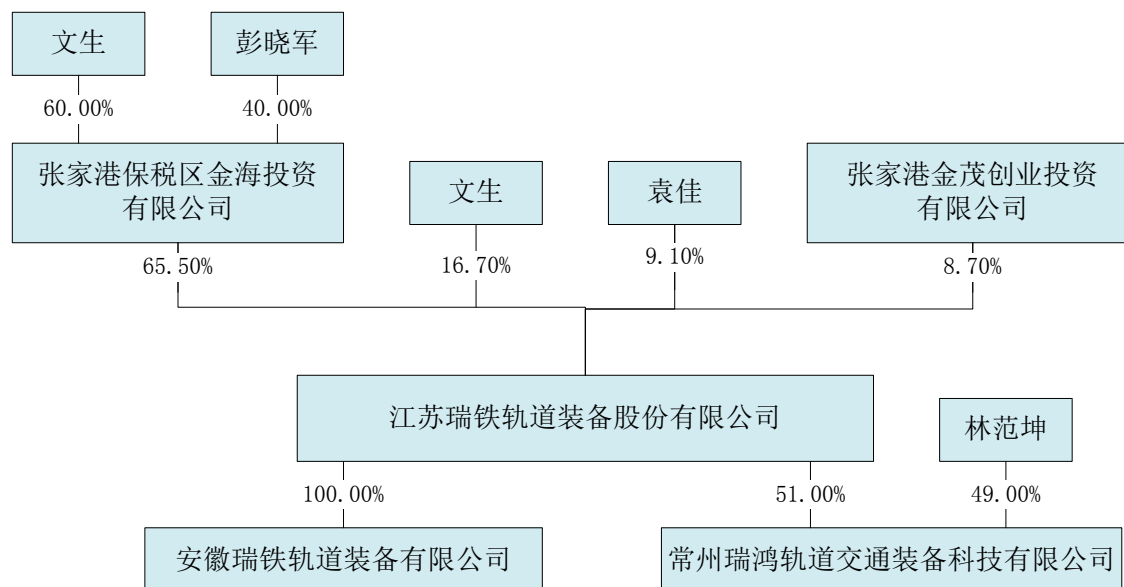 文生
彭晓军
60.00%
40.00%
张家港保税区金海投资
有限公司
文生
袁佳
张家港金茂创业投资
有限公司
65.50%
16.70%
9.10%
8.70%
江苏瑞铁轨道装备股份有限公司
林范坤
100.00%
51.00%
49.00%
安徽瑞铁轨道装备有限公司
常州瑞鸿轨道交通装备科技有限公司